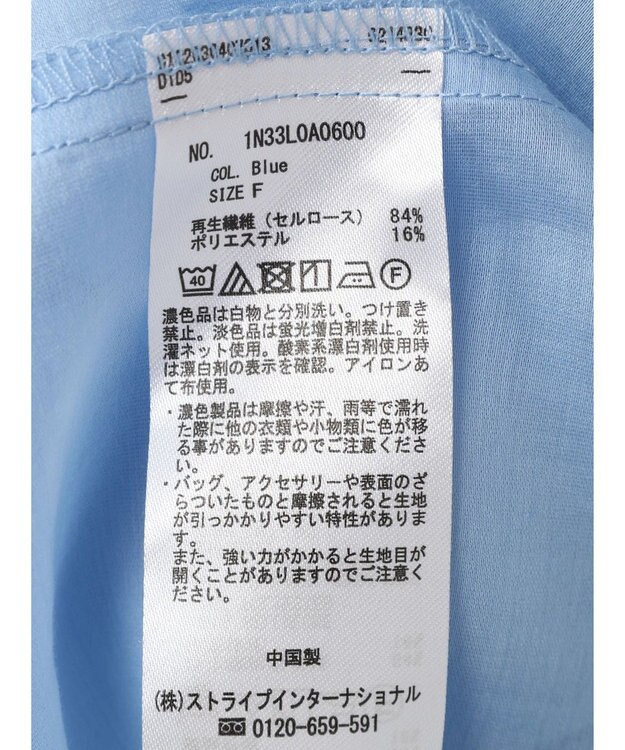 D1D5
NO. 1N33L0A0600
COL. Blue
SIZE F
再生繊維（セルロース） 84%
ポリエステル 16%
40 F
濃色品は白物と分別洗い。つけ置き
禁止。淡色品は蛍光増白剤禁止。洗
濯ネット使用。酸素系漂白剤使用時
は漂白剤の表示を確認。アイロンあ
て布使用。
・濃色製品は摩擦や汗、雨等で濡れ
た際に他の衣類や小物類に色が移
る事がありますのでご注意くださ
い。
・バッグ、アクセサリーや表面のざ
らついたものと摩擦されると生地
が引っかかりやすい特性がありま
す。
また、強い力がかかると生地目が
開くことがありますのでご注意く
ださい。
中国製
(株)ストライプインターナショナル
0120-659-591